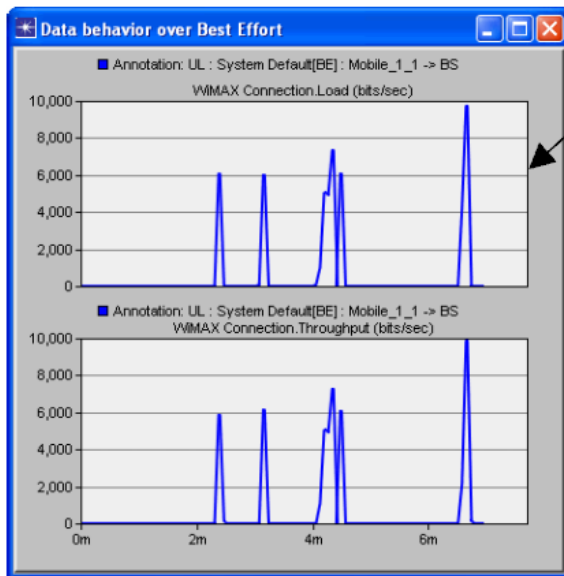 Data behavior over Best Effort
Annotation: UL : System Default[BE] : Mobile_1_1 -> BS
WiMAX Connection.Load (bits/sec)
10,000
8,000
6,000
4,000
2,000
0
Annotation: UL : System Default[BE] : Mobile_1_1 -> BS
WiMAX Connection.Throughput (bits/sec)
10,000
8,000
6,000
4,000
2,000
0
0m 2m 4m 6m